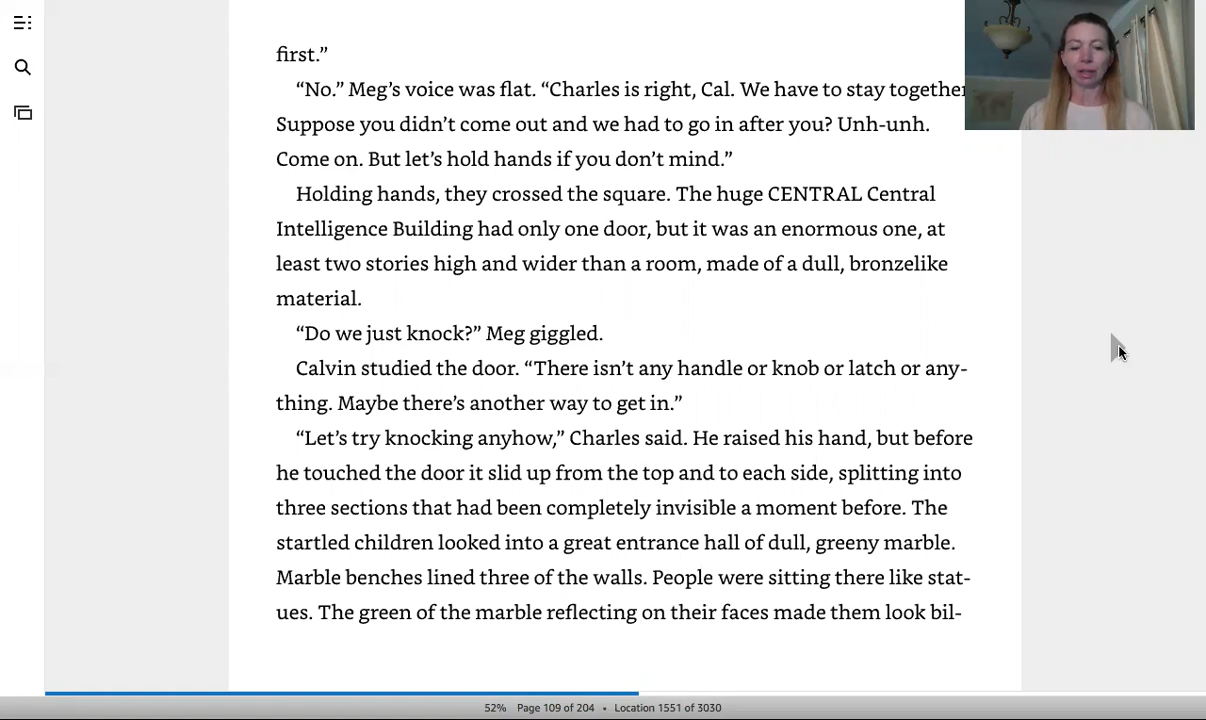 first.”
“No.” Meg’s voice was flat. “Charles is right, Cal. We have to stay together
Suppose you didn’t come out and we had to go in after you? Unh-unh.
Come on. But let’s hold hands if you don’t mind.”
Holding hands, they crossed the square. The huge CENTRAL Central
Intelligence Building had only one door, but it was an enormous one, at
least two stories high and wider than a room, made of a dull, bronzelike
material.
“Do we just knock?” Meg giggled.
Calvin studied the door. “There isn’t any handle or knob or latch or any-
thing. Maybe there’s another way to get in.”
“Let’s try knocking anyhow,” Charles said. He raised his hand, but before
he touched the door it slid up from the top and to each side, splitting into
three sections that had been completely invisible a moment before. The
startled children looked into a great entrance hall of dull, greeny marble.
Marble benches lined three of the walls. People were sitting there like stat-
ues. The green of the marble reflecting on their faces made them look bil-
52% Page 109 of 204 • Location 1551 of 3030